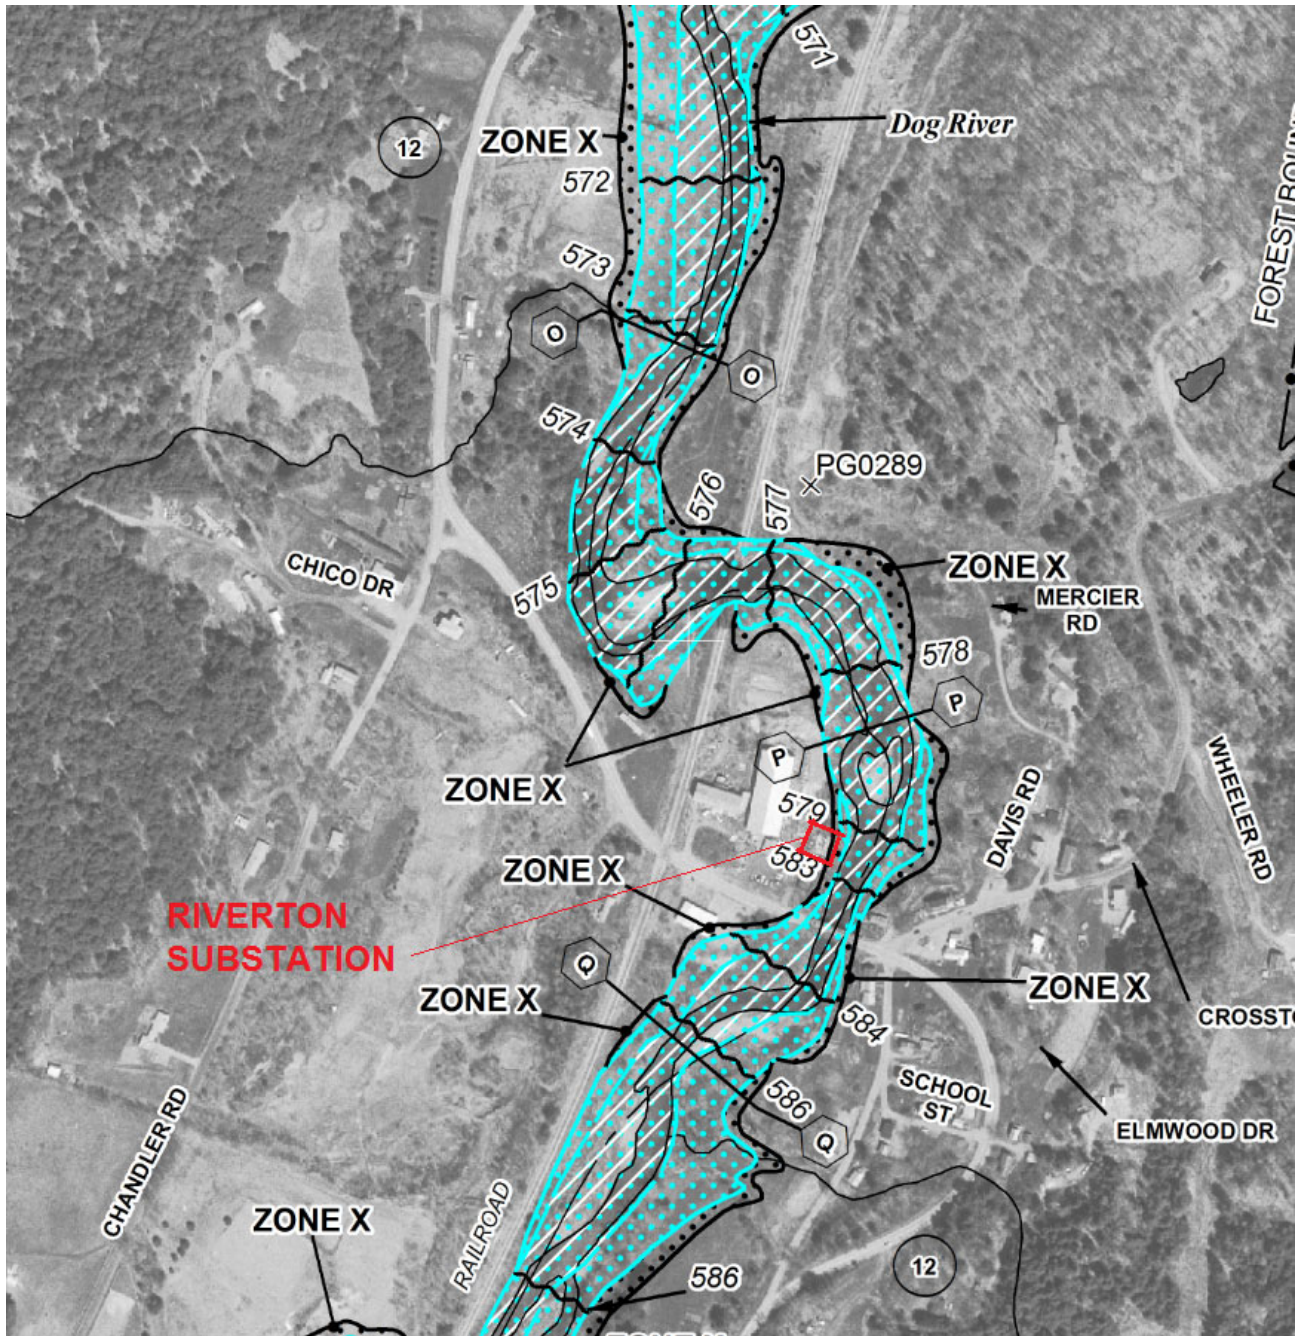 571
Dog River
ZONE X
12
572
FOREST BOUN
573
O
O
574
PG0289
576
577
ZONE X
CHICO DR
575
MERCIER
RD
578
P
P
ZONE X
WHEELER RD
579
DAVIS RD
583
ZONE X
RIVERTON
SUBSTATION
Q
ZONE X
ZONE X
584
CROSSTO
SCHOOL
ST
586
Q
ELMWOOD DR
CHANDLER RD
RAILROAD
ZONE X
12
586